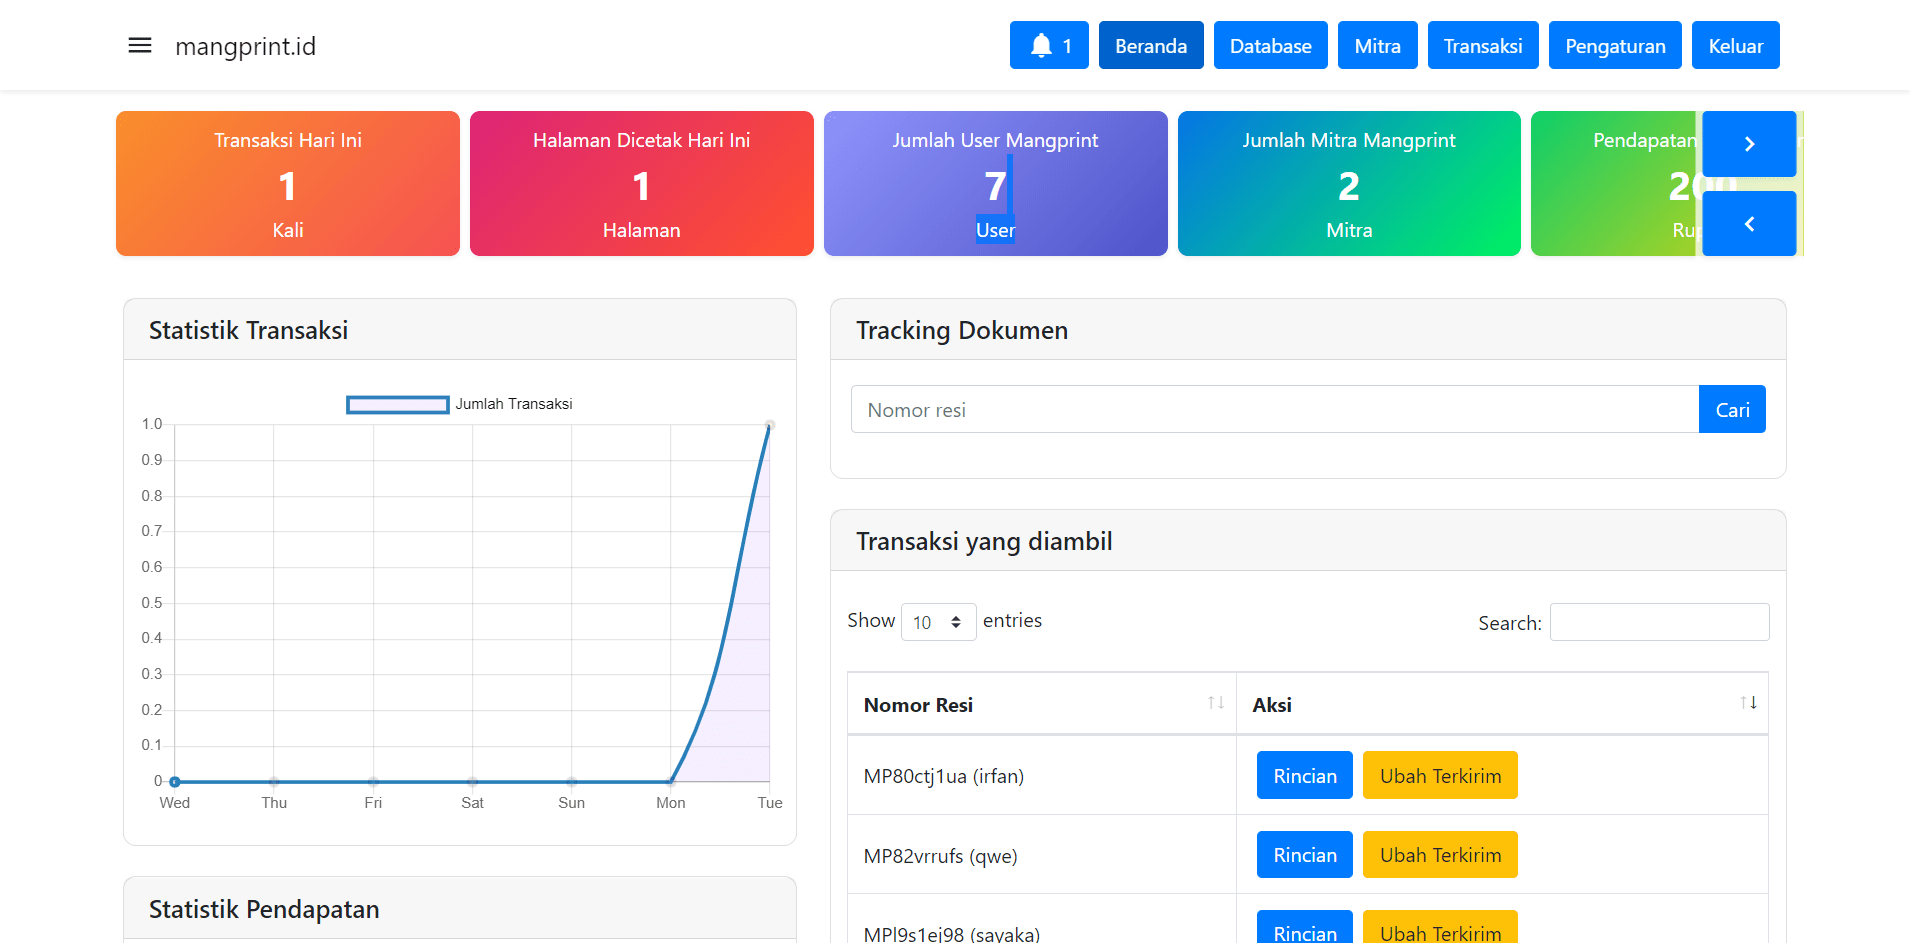 mangprint.id
1
Beranda
Database
Mitra
Transaksi
Pengaturan
Keluar
Transaksi Hari Ini
1
Kali
Halaman Dicetak Hari Ini
1
Halaman
Jumlah User Mangprint
7
User
Jumlah Mitra Mangprint
2
Mitra
Pendapatan
200
Statistik Transaksi
Jumlah Transaksi
1.0
0.9
0.8
0.7
0.6
0.5
0.4
0.3
0.2
0.1
0
Wed Thu Fri Sat Sun Mon Tue
Statistik Pendapatan
Tracking Dokumen
Nomor resi Cari
Transaksi yang diambil
Show 10 entries
Search:
Nomor Resi Aksi
MP80ctj1ua (irfan) Rincian Ubah Terkirim
MP82vrrufs (qwe) Rincian Ubah Terkirim
MPl9s1ej98 (sayaka) Rincian Ubah Terkirim